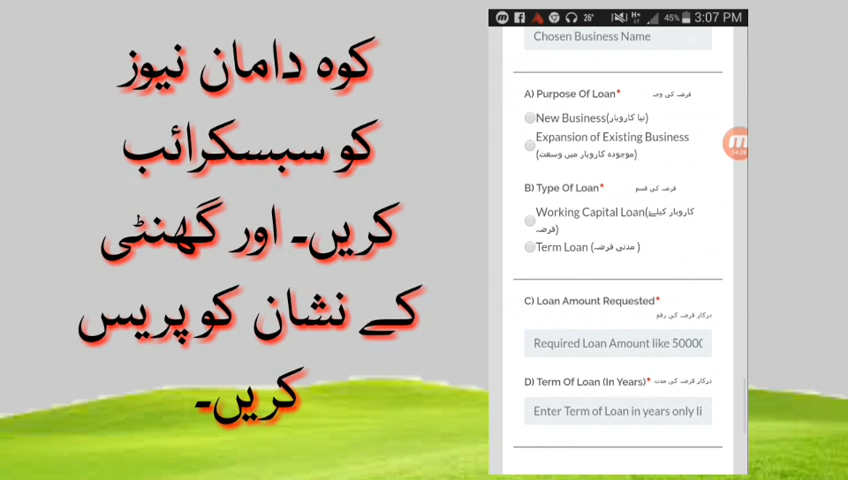 کوہ دامان نیوز
کو سبسکرائب
کریں۔ اور گھنٹی
کے نشان کو پریس
کریں۔
26°
H+
45%
3:07 PM
Chosen Business Name
A) Purpose Of Loan* قرضہ کی وجہ
New Business(نیا کاروبار)
Expansion of Existing Business
(موجودہ کاروبار میں وسعت)
B) Type Of Loan* قرضہ کی قسم
Working Capital Loan(کاروبار کیلیے
قرضہ)
Term Loan (مدتی قرضہ)
C) Loan Amount Requested*
درکار قرضہ کی رقم
Required Loan Amount like 50000
D) Term Of Loan (In Years)* درکار قرضہ کی مدت
Enter Term of Loan in years only li